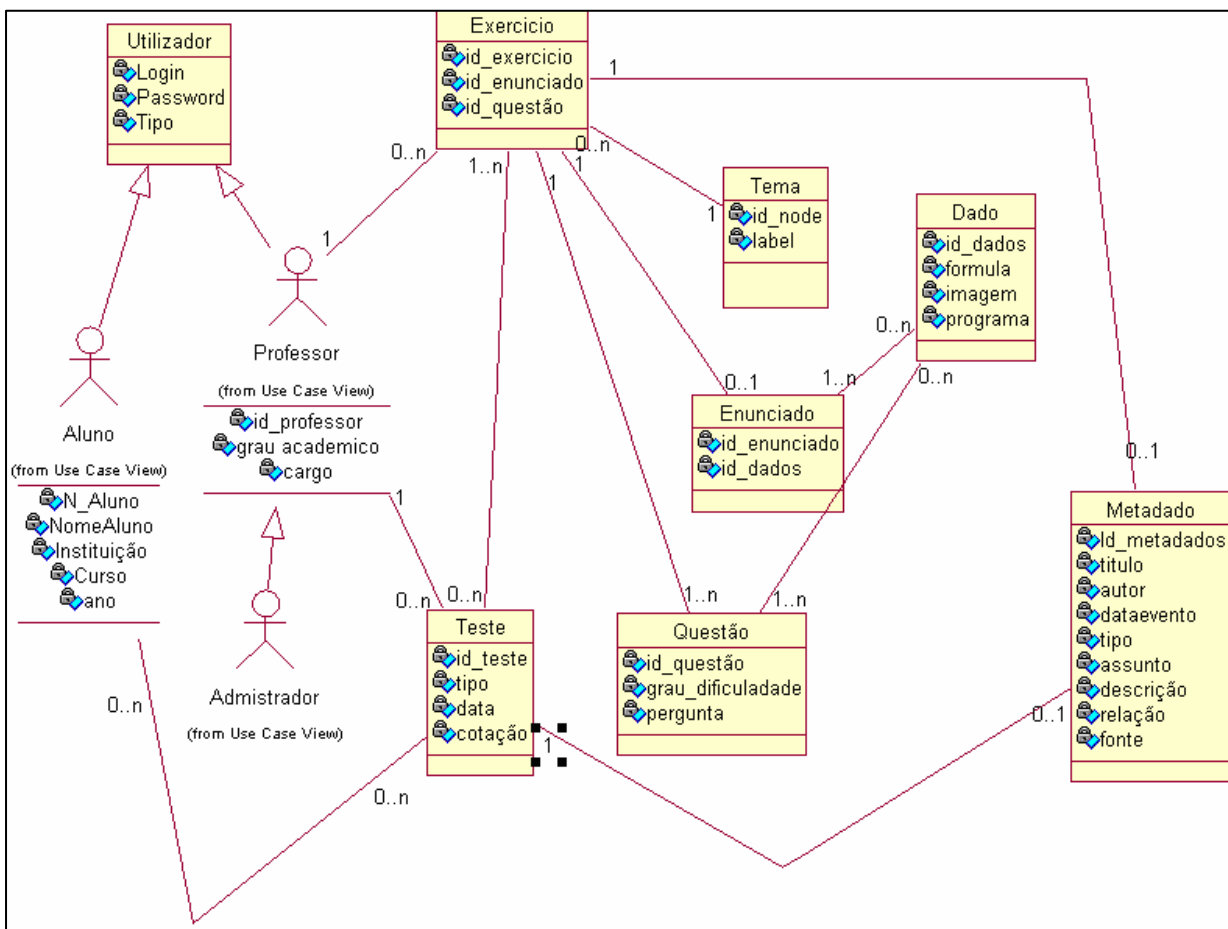 Utilizador
Login
Password
Tipo
Exercicio
id_exercicio
id_enunciado
id_questão
1
0..n
1..n
1
1
0..n
1
1
Tema
id_node
label
Dado
id_dados
formula
imagem
programa
0..n
0..n
1..n
0..1
Professor
(from Use Case View)
id_professor
grau academico
cargo
1
Aluno
(from Use Case View)
N_Aluno
NomeAluno
Instituição
Curso
ano
0..n
Admistrador
(from Use Case View)
Enunciado
id_enunciado
id_dados
0..1
Metadado
Id_metadados
titulo
autor
dataevento
tipo
assunto
descrição
relação
fonte
0..1
0..n
0..n
Teste
id_teste
tipo
data
cotação
1
0..n
1..n
1..n
Questão
id_questão
grau_dificuladade
pergunta